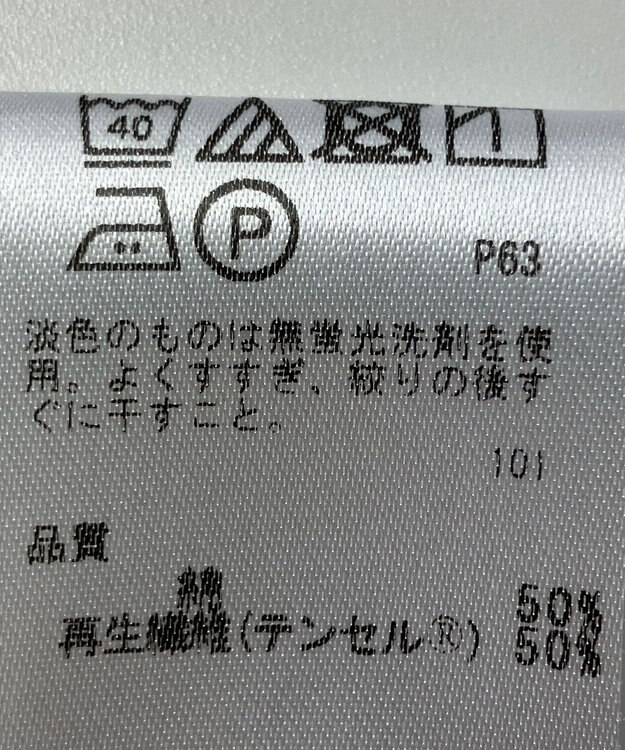 40
P
P63
淡色のものは無蛍光洗剤を使
用。よくすすぎ、絞りの後す
ぐに干すこと。
101
品質
綿 50%
再生繊維(テンセル®) 50%